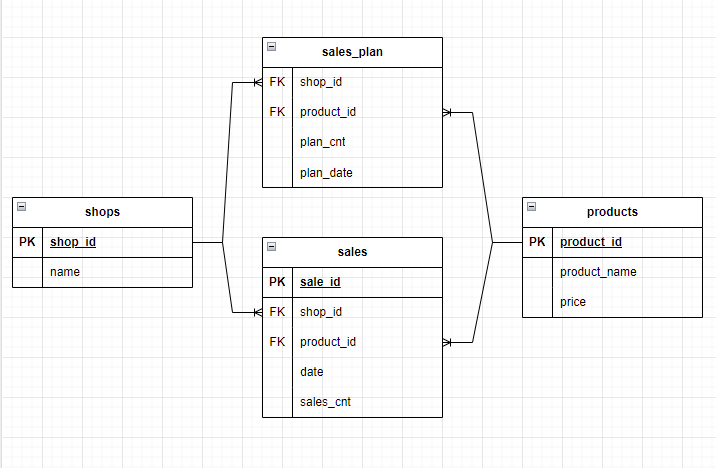 sales_plan
FK shop_id
FK product_id
plan_cnt
plan_date
shops
PK shop_id
name
sales
PK sale_id
FK shop_id
FK product_id
date
sales_cnt
products
PK product_id
product_name
price